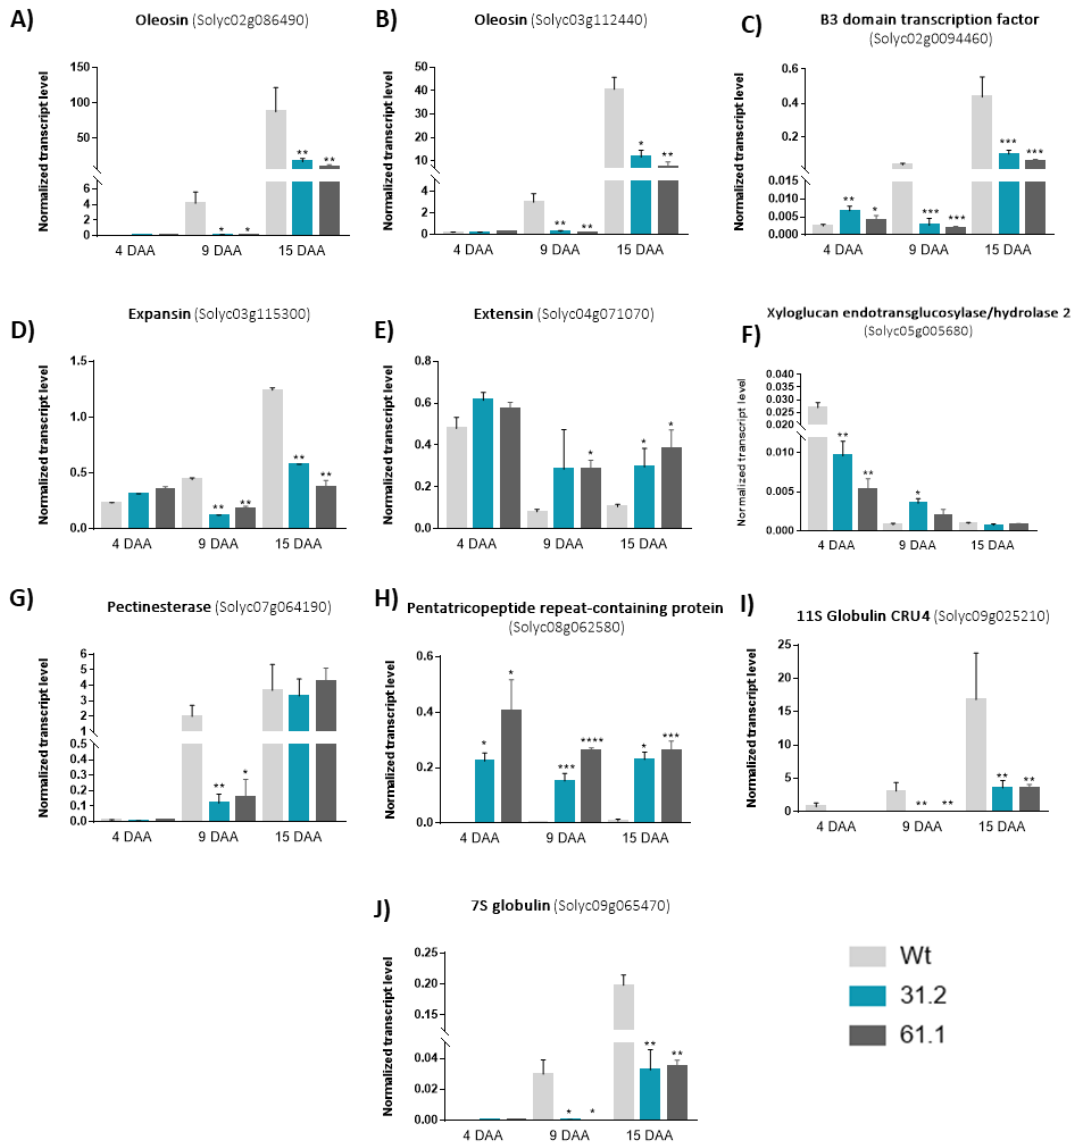 A)
Oleosin (Solyc02g086490)
Normalized transcript level
150
100
50
6
4
2
0
** **
* *
4 DAA 9 DAA 15 DAA
B)
Oleosin (Solyc03g112440)
Normalized transcript level
50
40
30
20
10
4
2
0
* **
** **
4 DAA 9 DAA 15 DAA
C)
B3 domain transcription factor
(Solyc02g0094460)
Normalized transcript level
0.6
0.4
0.2
0.015
0.010
0.005
0.000
*** ***
** * *** ***
4 DAA 9 DAA 15 DAA
D)
Expansin (Solyc03g115300)
Normalized transcript level
1.5
1.0
0.5
0.0
** ** ** **
4 DAA 9 DAA 15 DAA
E)
Extensin (Solyc04g071070)
Normalized transcript level
0.8
0.6
0.4
0.2
0.0
* * *
4 DAA 9 DAA 15 DAA
F)
Xyloglucan endotransglucosylase/hydrolase 2
(Solyc05g005680)
Normalized transcript level
0.040
0.035
0.030
0.025
0.020
0.010
0.005
0.000
** ** *
4 DAA 9 DAA 15 DAA
G)
Pectinesterase (Solyc07g064190)
Normalized transcript level
6
5
4
3
2
1
0.5
0.4
0.3
0.2
0.1
0.0
** *
4 DAA 9 DAA 15 DAA
H)
Pentatricopeptide repeat-containing protein
(Solyc08g062580)
Normalized transcript level
0.6
0.4
0.2
0.0
* * *** **** * ***
4 DAA 9 DAA 15 DAA
I)
11S Globulin CRU4 (Solyc09g025210)
Normalized transcript level
25
20
15
10
5
0
** ** ** **
4 DAA 9 DAA 15 DAA
J)
7S globulin (Solyc09g065470)
Normalized transcript level
0.25
0.20
0.15
0.04
0.02
0.00
** **
* *
4 DAA 9 DAA 15 DAA
Wt
31.2
61.1